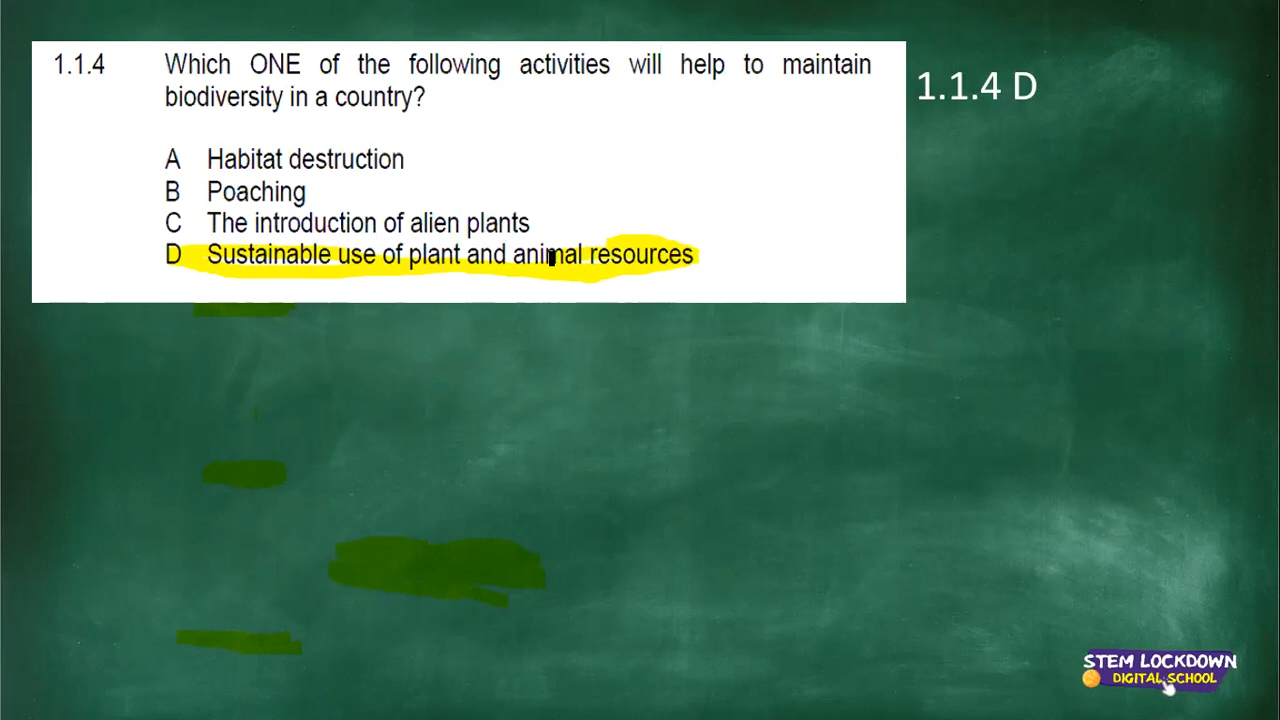 1.1.4 Which ONE of the following activities will help to maintain
biodiversity in a country?
1.1.4 D
A Habitat destruction
B Poaching
C The introduction of alien plants
D Sustainable use of plant and animal resources
STEM LOCKDOWN
DIGITAL SCHOOL